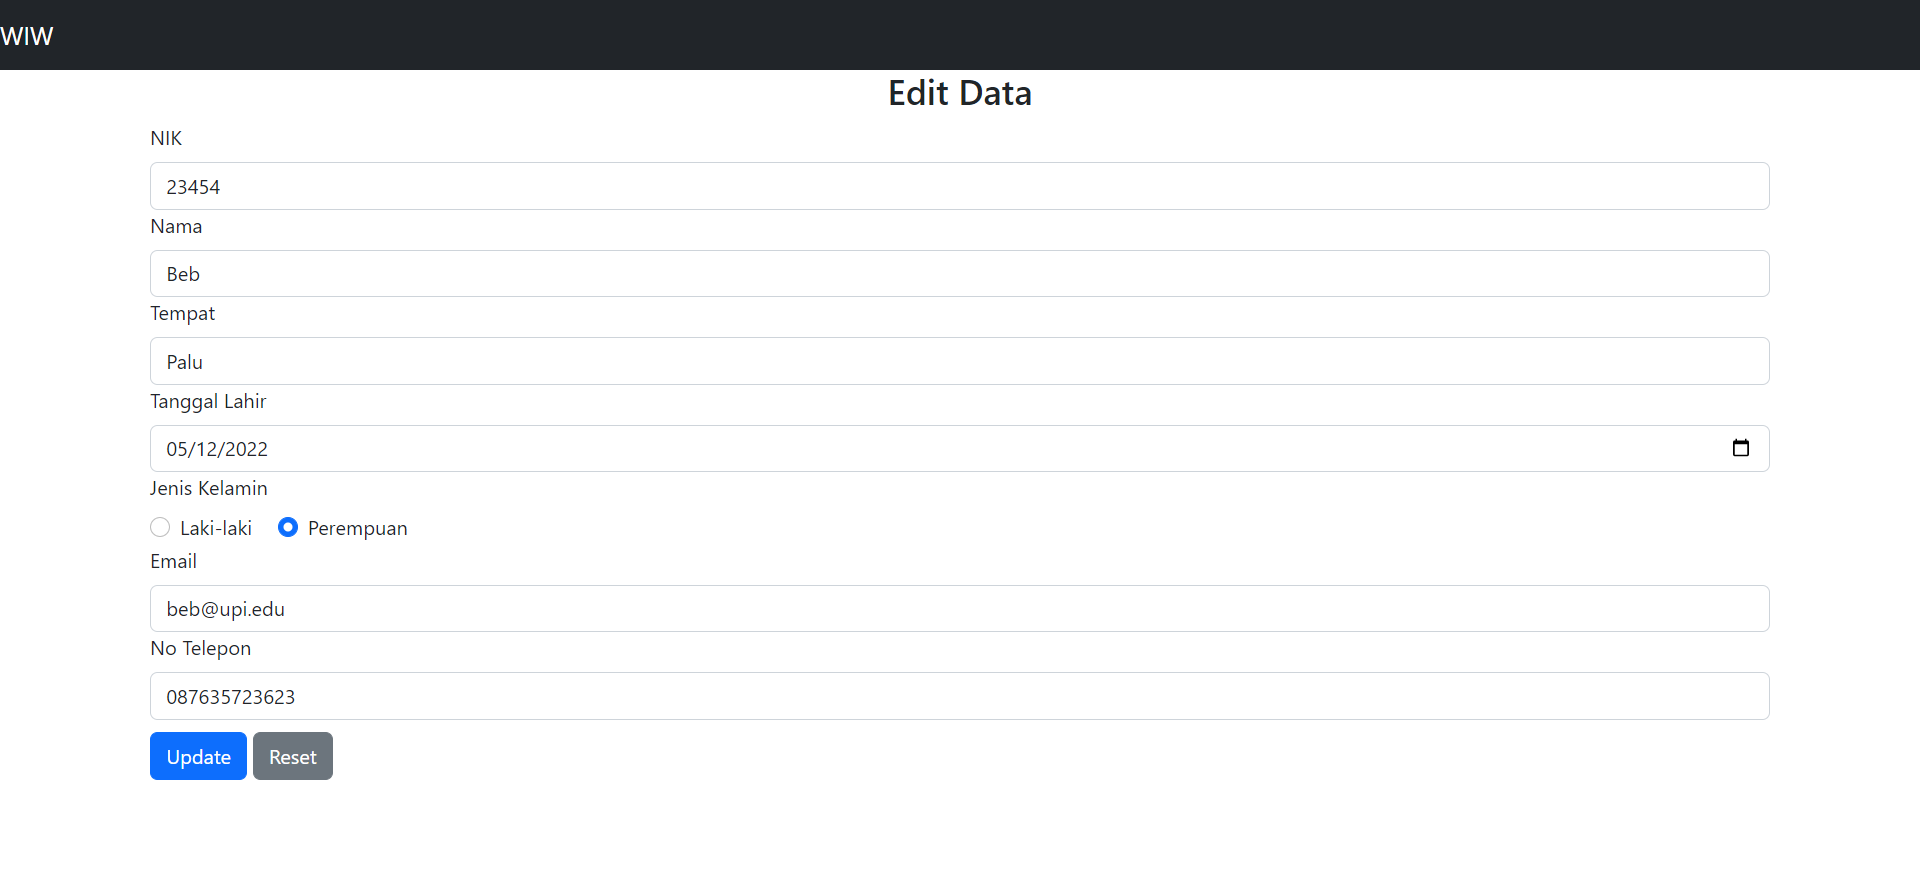 WIW
Edit Data
NIK
23454
Nama
Beb
Tempat
Palu
Tanggal Lahir
05/12/2022
Jenis Kelamin
Laki-laki Perempuan
Email
beb@upi.edu
No Telepon
087635723623
Update Reset